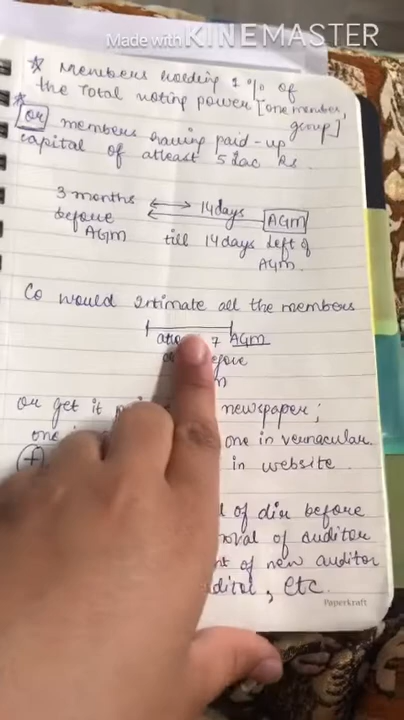 Made with KINEMASTER
* Members holding 1% of
the Total voting power [one member,
group]
* [or] members having paid-up
capital of atleast 5 lac Rs.
3 months
before
AGM
14 days
AGM
till 14 days left of
AGM.
Co would intimate all the members
7 AGM
or get it newspaper;
one in vernacular.
+ in website
of dir before
of auditor
of new auditor
, etc
Paperkraft